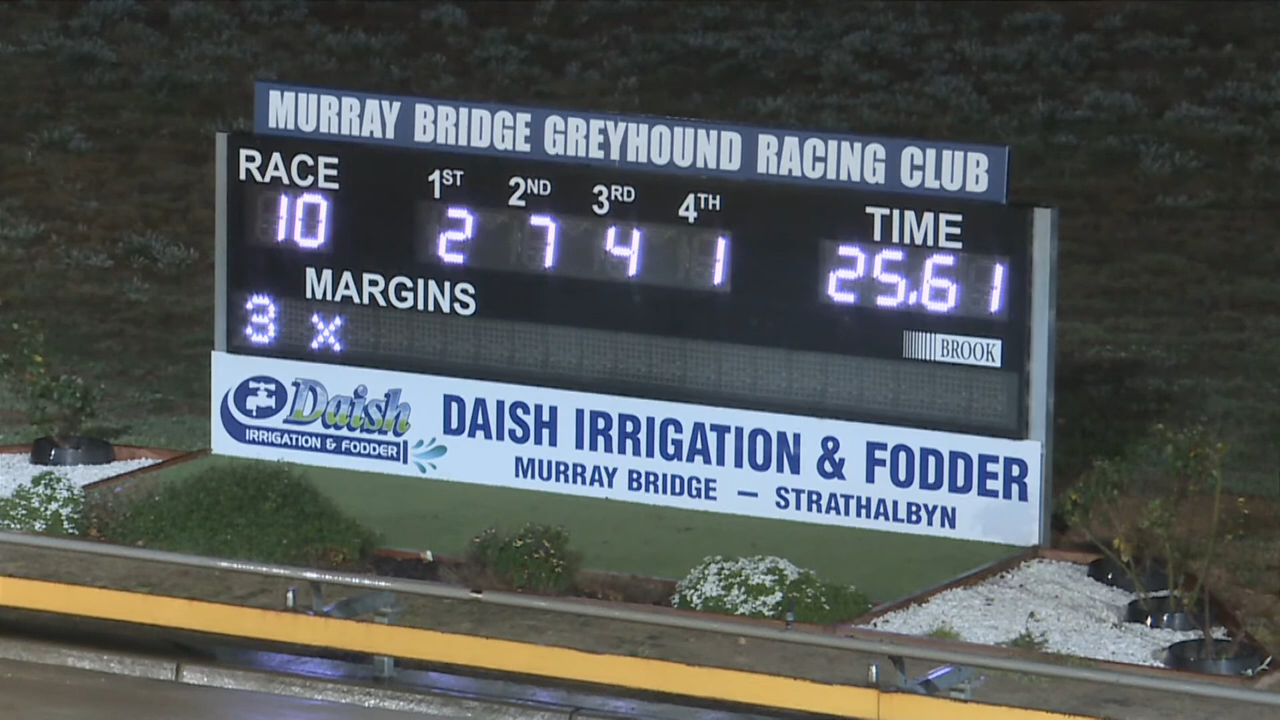 MURRAY BRIDGE GREYHOUND RACING CLUB
RACE 1ST 2ND 3RD 4TH TIME
10 2 7 4 1 25.61
MARGINS
3 x
BROOK
Daish
IRRIGATION & FODDER
DAISH IRRIGATION & FODDER
MURRAY BRIDGE – STRATHALBYN